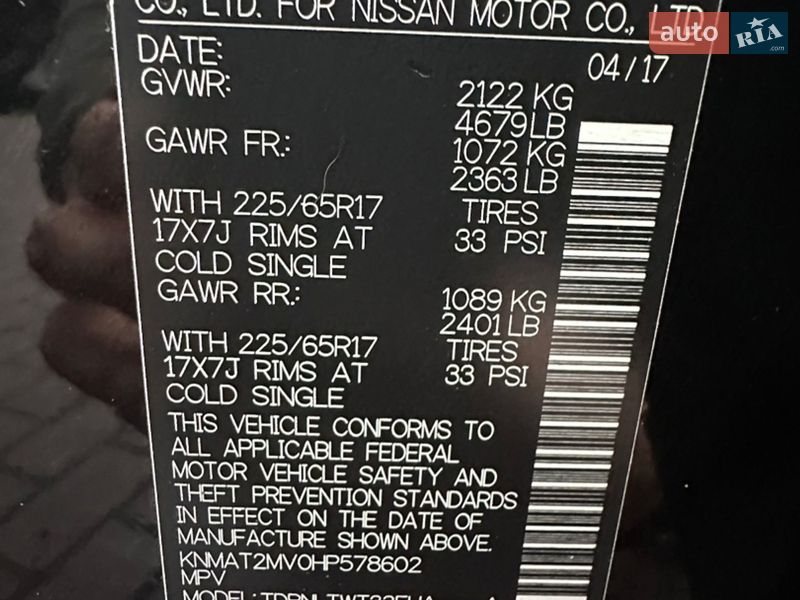 CO., LTD. FOR NISSAN MOTOR CO., LTD.
auto RIA .com
DATE: 04/17
GVWR: 2122 KG
4679 LB
GAWR FR.: 1072 KG
2363 LB
WITH 225/65R17 TIRES
17X7J RIMS AT 33 PSI
COLD SINGLE
GAWR RR.: 1089 KG
2401 LB
WITH 225/65R17 TIRES
17X7J RIMS AT 33 PSI
COLD SINGLE
THIS VEHICLE CONFORMS TO
ALL APPLICABLE FEDERAL
MOTOR VEHICLE SAFETY AND
THEFT PREVENTION STANDARDS
IN EFFECT ON THE DATE OF
MANUFACTURE SHOWN ABOVE.
KNMAT2MV0HP578602
MPV
MODEL: